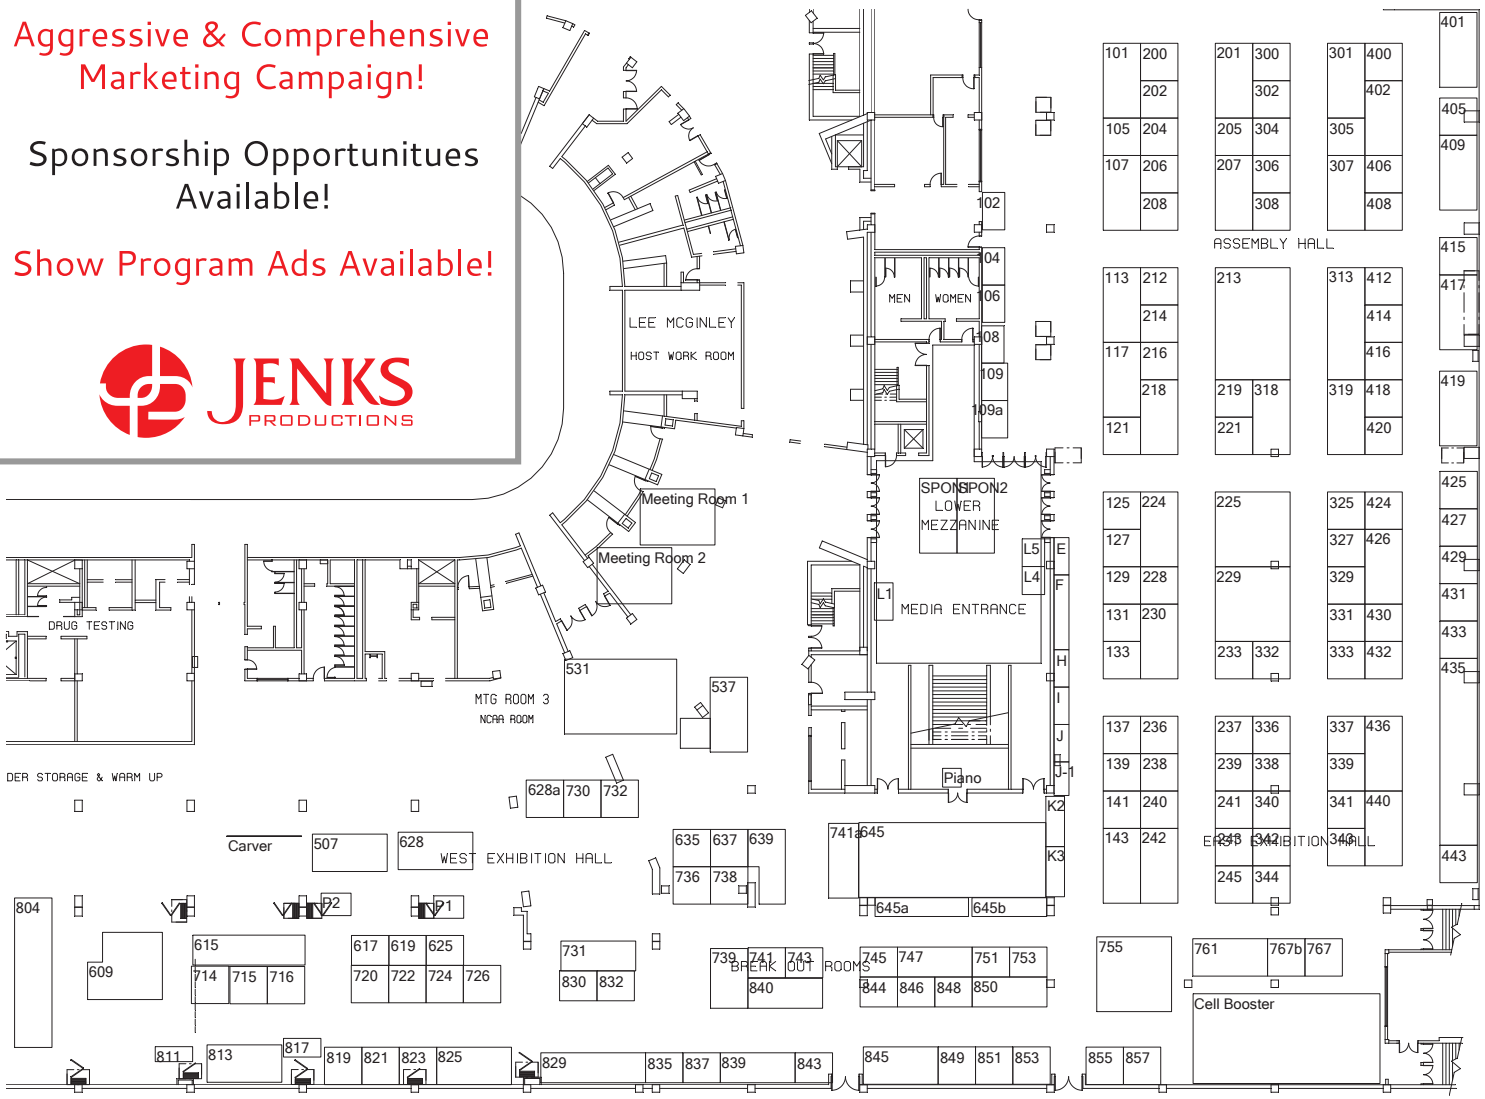 Aggressive & Comprehensive
Marketing Campaign!
Sponsorship Opportunitues
Available!
Show Program Ads Available!
JENKS
PRODUCTIONS
LEE MCGINLEY
HOST WORK ROOM
Meeting Room 1
Meeting Room 2
DRUG TESTING
MTG ROOM 3
NCAA ROOM
531
537
DER STORAGE & WARM UP
MEN
WOMEN
102
104
106
108
109
109a
SPON1
SPON2
LOWER
MEZZANINE
L5
L4
L1
MEDIA ENTRANCE
E
F
H
I
J
J-1
Piano
K2
K3
101 200 201 300 301 400
202 302 402
105 204 205 304 305
107 206 207 306 307 406
208 308 408
ASSEMBLY HALL
113 212 213 313 412
214 414
117 216 416
218 219 318 319 418
121 221 420
125 224 225 325 424
127 327 426
129 228 229 329
131 230 331 430
133 233 332 333 432
137 236 237 336 337 436
139 238 239 338 339
141 240 241 340 341 440
143 242 243 342 343
EAST EXHIBITION HALL
245 344
401
405
409
415
417
419
425
427
429
431
433
435
443
628a 730 732
Carver
507
628
WEST EXHIBITION HALL
635 637 639
736 738
741a 645
645a 645b
804
P2
P1
609
615
714 715 716
617 619 625
720 722 724 726
731
830 832
739 741 743
BREAK OUT ROOMS
840
745 747 751 753
844 846 848 850
755
761 767b 767
Cell Booster
811
813
817
819 821 823 825
829 835 837 839 843
845 849 851 853
855 857